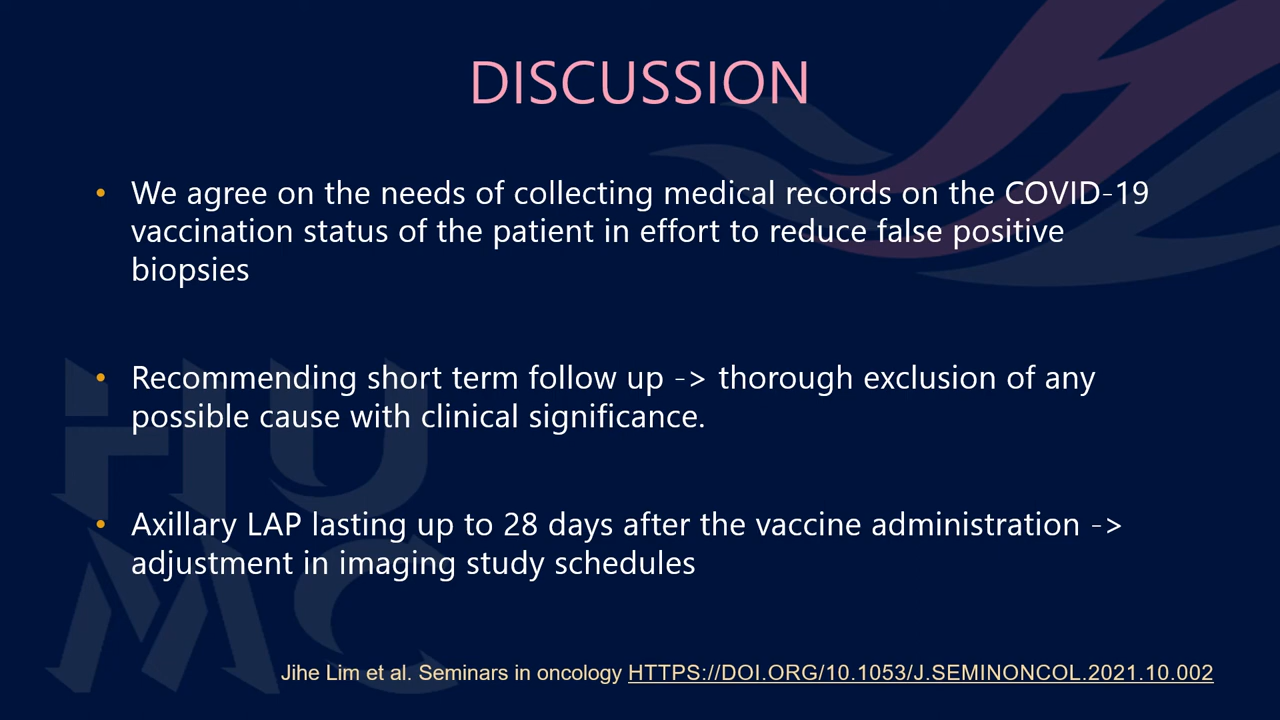 DISCUSSION
• We agree on the needs of collecting medical records on the COVID-19
vaccination status of the patient in effort to reduce false positive
biopsies
• Recommending short term follow up -> thorough exclusion of any
possible cause with clinical significance.
• Axillary LAP lasting up to 28 days after the vaccine administration ->
adjustment in imaging study schedules
HU
MC
Jihe Lim et al. Seminars in oncology HTTPS://DOI.ORG/10.1053/J.SEMINONCOL.2021.10.002